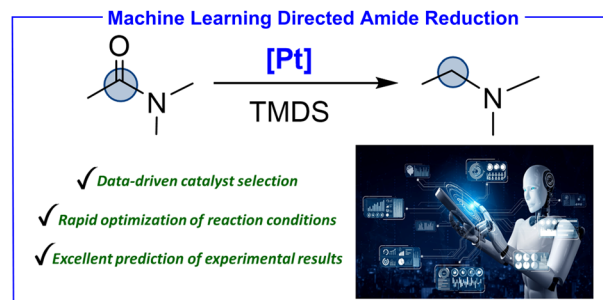 Machine Learning Directed Amide Reduction
O
N
[Pt]
TMDS
N
✓Data-driven catalyst selection
✓Rapid optimization of reaction conditions
✓Excellent prediction of experimental results